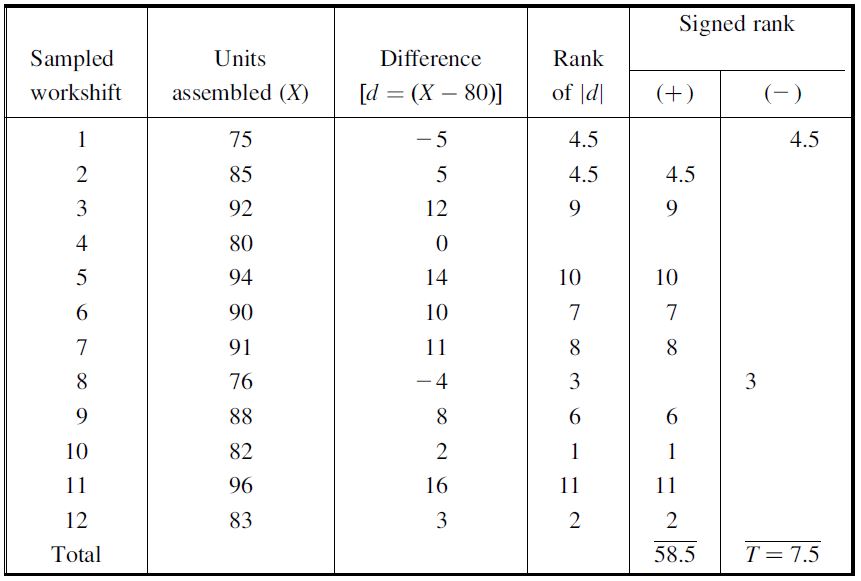 Signed rank
Sampled Units Difference Rank
workshift assembled (X) [d = (X − 80)] of |d| (+) (−)
1 75 −5 4.5 4.5
2 85 5 4.5 4.5
3 92 12 9 9
4 80 0
5 94 14 10 10
6 90 10 7 7
7 91 11 8 8
8 76 −4 3 3
9 88 8 6 6
10 82 2 1 1
11 96 16 11 11
12 83 3 2 2
Total 58.5 T = 7.5